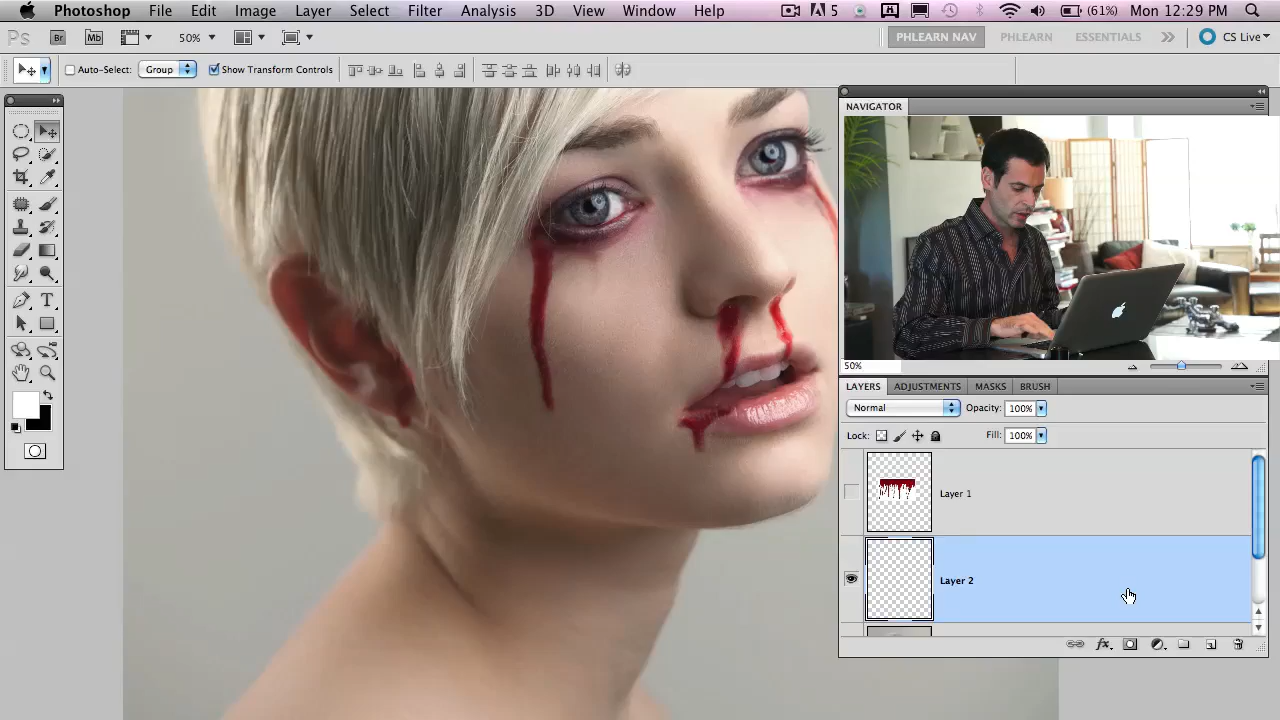 Photoshop File Edit Image Layer Select Filter Analysis 3D View Window Help 5 (61%) Mon 12:29 PM
Ps Br Mb 50% PHLEARN NAV PHLEARN ESSENTIALS CS Live
Auto-Select: Group Show Transform Controls
NAVIGATOR
T
50%
LAYERS ADJUSTMENTS MASKS BRUSH
Normal Opacity: 100%
Lock: Fill: 100%
Layer 1
Layer 2
fx